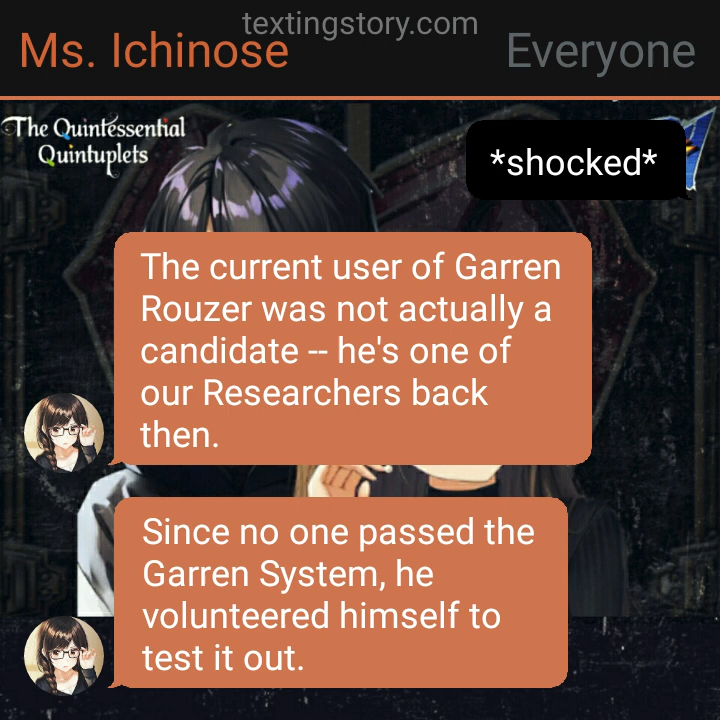 textingstory.com
Ms. Ichinose
Everyone
The Quintessential
Quintuplets
*shocked*
The current user of Garren
Rouzer was not actually a
candidate -- he's one of
our Researchers back
then.
Since no one passed the
Garren System, he
volunteered himself to
test it out.